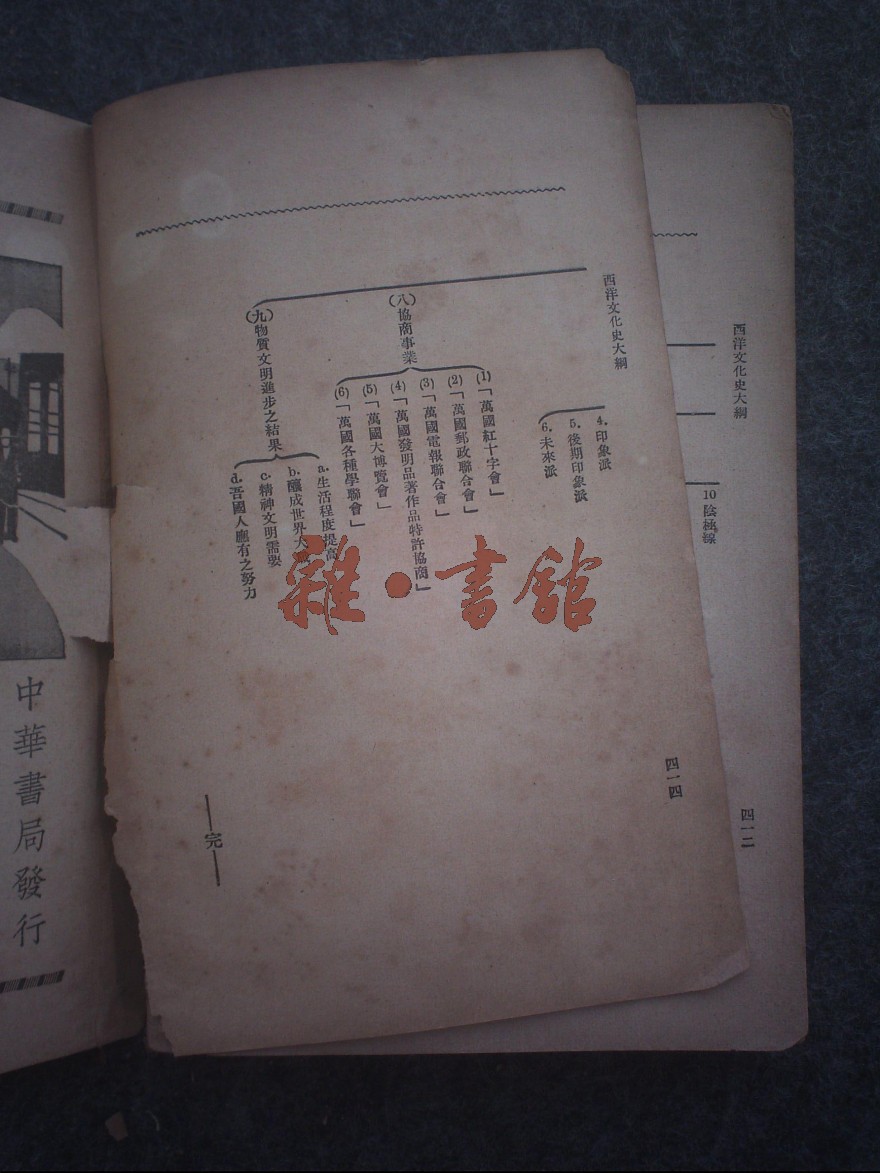 西洋文化史大綱
10 陰極線
四一二
西洋文化史大綱
4. 印象派
5. 後期印象派
6. 未來派
(八)協商事業
(1)「萬國紅十字會」
(2)「萬國郵政聯合會」
(3)「萬國電報聯合會」
(4)「萬國發明品著作品特許協商」
(5)「萬國大博覽會」
(6)「萬國各種學聯會」
(九)物質文明進步之結果
a. 生活程度提高
b. 釀成世界大
c. 精神文明需要
d. 吾國人應有之努力
四一四
完
中華書局發行
雜·書館